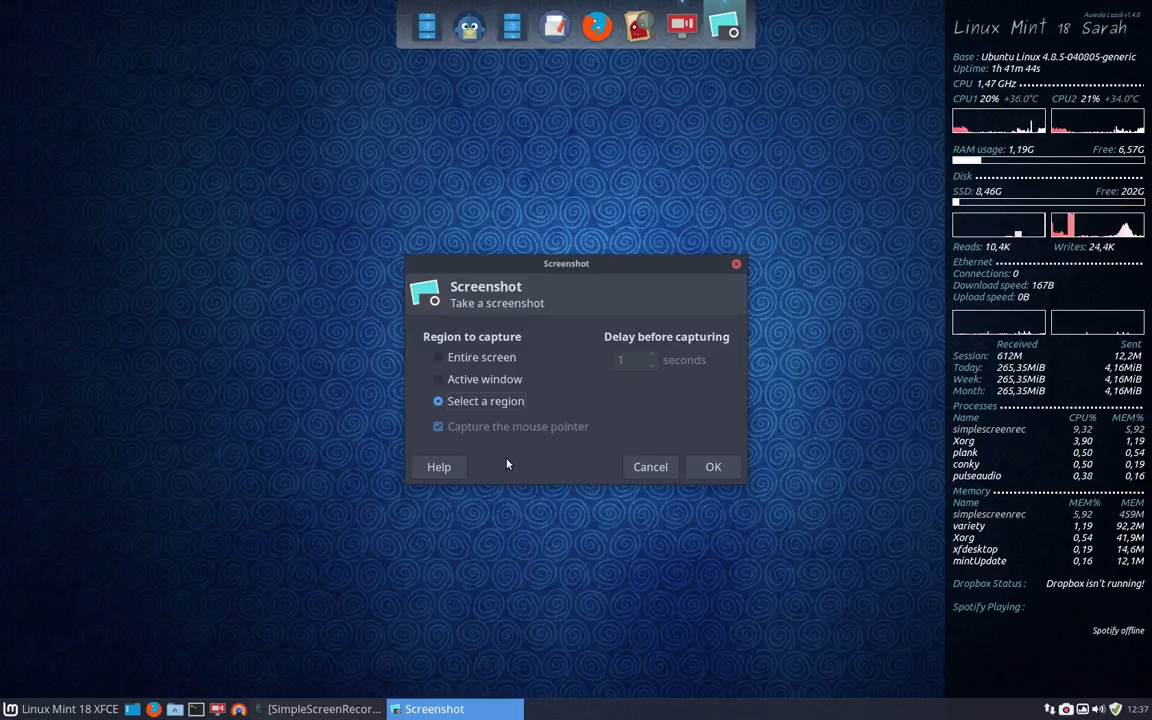 Aureola Lazuli v1.4.0
Linux Mint 18 Sarah
Base : Ubuntu Linux 4.8.5-040805-generic
Uptime: 1h 41m 44s
CPU 1,47 GHz
CPU1 20% +36.0°C CPU2 21% +34.0°C
RAM usage: 1,19G Free: 6,57G
Disk
SSD: 8,46G Free: 202G
Reads: 10,4K Writes: 24,4K
Ethernet
Connections: 0
Download speed: 167B
Upload speed: 0B
Received Sent
Session: 612M 12,2M
Today: 265,35MiB 4,16MiB
Week: 265,35MiB 4,16MiB
Month: 265,35MiB 4,16MiB
Processes
Name CPU% MEM%
simplescreenrec 9,32 5,92
Xorg 3,90 1,19
plank 0,50 0,54
conky 0,50 0,19
pulseaudio 0,38 0,16
Memory
Name MEM% MEM
simplescreenrec 5,92 459M
variety 1,19 92,2M
Xorg 0,54 41,9M
xfdesktop 0,19 14,6M
mintUpdate 0,16 12,1M
Dropbox Status : Dropbox isn't running!
Spotify Playing :
Spotify offline
Screenshot
Screenshot
Take a screenshot
Region to capture
Entire screen
Active window
Select a region
Capture the mouse pointer
Delay before capturing
1 seconds
Help
Cancel
OK
Linux Mint 18 XFCE
[SimpleScreenRecor...
Screenshot
12:37